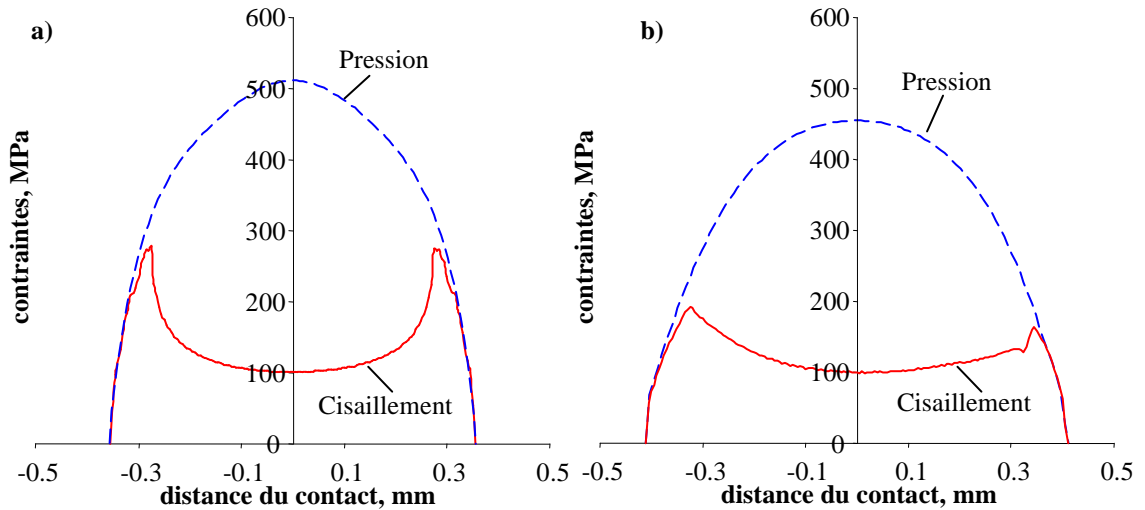 a)
600
500
400
300
200
100
0
Pression
Cisaillement
contraintes, MPa
-0.5
-0.3
-0.1
0.1
0.3
0.5
distance du contact, mm
b)
600
500
400
300
200
100
0
Pression
Cisaillement
contraintes, MPa
-0.5
-0.3
-0.1
0.1
0.3
0.5
distance du contact, mm